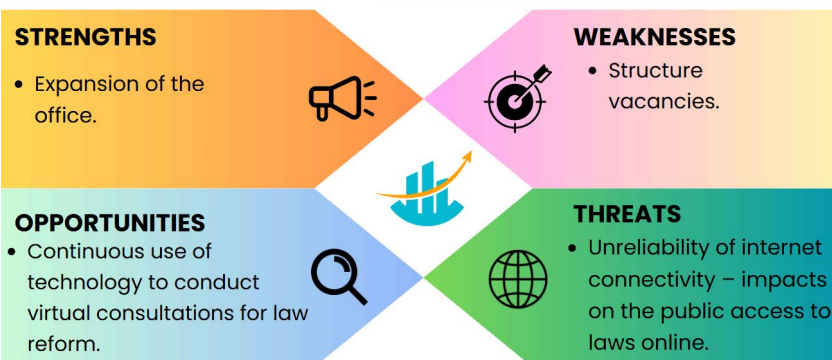 STRENGTHS
• Expansion of the
office.
WEAKNESSES
• Structure
vacancies.
OPPORTUNITIES
• Continuous use of
technology to conduct
virtual consultations for law
reform.
THREATS
• Unreliability of internet
connectivity – impacts
on the public access to
laws online.